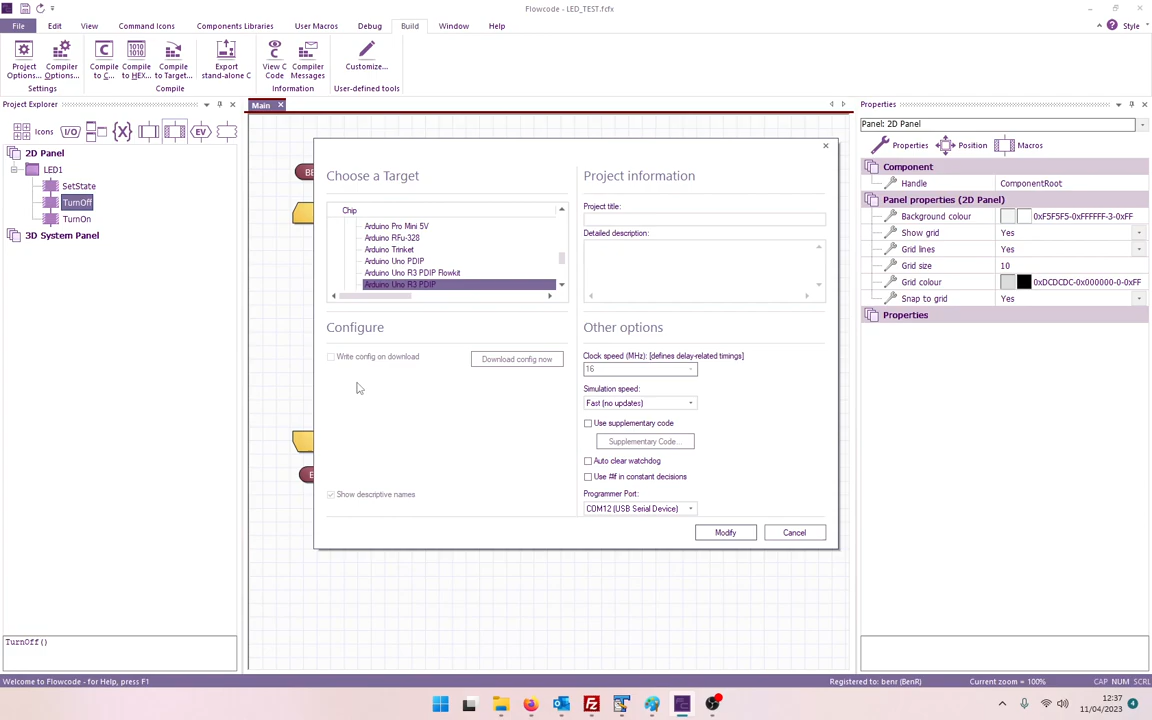 Flowcode - LED_TEST.fcfx
File Edit View Command Icons Components Libraries User Macros Debug Build Window Help Style
Project Options... Compiler Options... Compile to C... Compile to HEX... Compile to Target... Export stand-alone C View C Code Compiler Messages Customize...
Settings Compile Information User-defined tools
Project Explorer
Main
Properties
Icons I/O {X} EV
Panel: 2D Panel
Properties Position Macros
2D Panel
LED1
SetState
TurnOff
TurnOn
3D System Panel
Component
Handle ComponentRoot
Panel properties (2D Panel)
Background colour 0xF5F5F5-0xFFFFFF-3-0xFF
Show grid Yes
Grid lines Yes
Grid size 10
Grid colour 0xDCDCDC-0x000000-0-0xFF
Snap to grid Yes
Properties
BE
E
Choose a Target
Chip
Arduino Pro Mini 5V
Arduino RFu-328
Arduino Trinket
Arduino Uno PDIP
Arduino Uno R3 PDIP Flowkit
Arduino Uno R3 PDIP
Configure
Write config on download
Download config now
Show descriptive names
Project information
Project title:
Detailed description:
Other options
Clock speed (MHz): [defines delay-related timings]
16
Simulation speed:
Fast (no updates)
Use supplementary code
Supplementary Code...
Auto clear watchdog
Use #if in constant decisions
Programmer Port:
COM12 (USB Serial Device)
Modify Cancel
TurnOff()
Welcome to Flowcode - for Help, press F1
Registered to: benr (BenR) Current zoom = 100% CAP NUM SCRL
12:37
11/04/2023
4